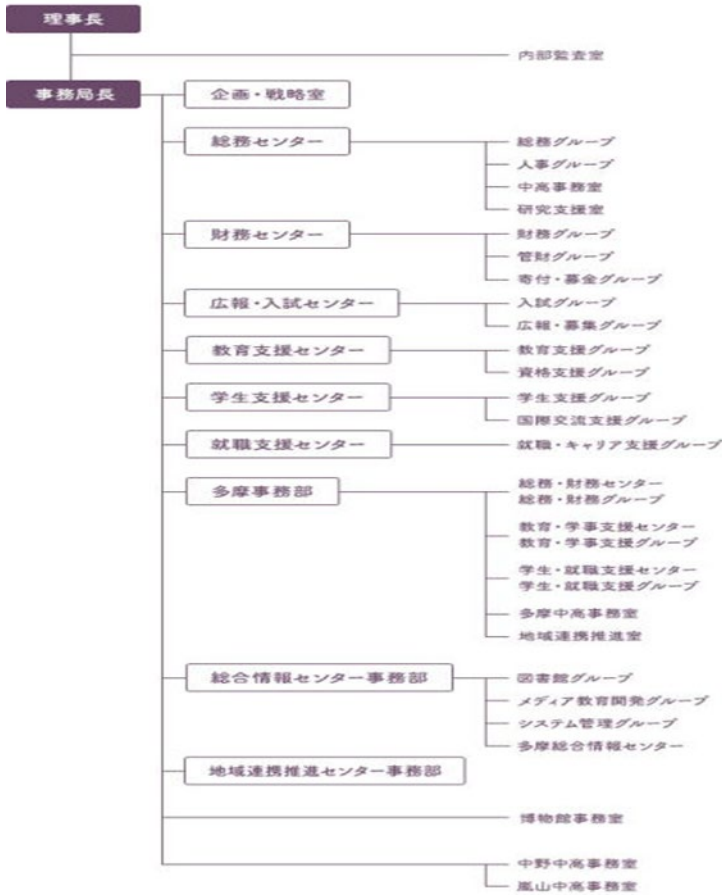 理事長
内部監査室
事務局長
企画・戦略室
総務センター
総務グループ
人事グループ
中高事務室
研究支援室
財務センター
財務グループ
管財グループ
寄付・募金グループ
広報・入試センター
入試グループ
広報・募集グループ
教育支援センター
教育支援グループ
資格支援グループ
学生支援センター
学生支援グループ
国際交流支援グループ
就職支援センター
就職・キャリア支援グループ
多摩事務部
総務・財務センター
総務・財務グループ
教育・学事支援センター
教育・学事支援グループ
学生・就職支援センター
学生・就職支援グループ
多摩中高事務室
地域連携推進室
総合情報センター事務部
図書館グループ
メディア教育開発グループ
システム管理グループ
多摩総合情報センター
地域連携推進センター事務部
博物館事務室
中野中高事務室
嵐山中高事務室